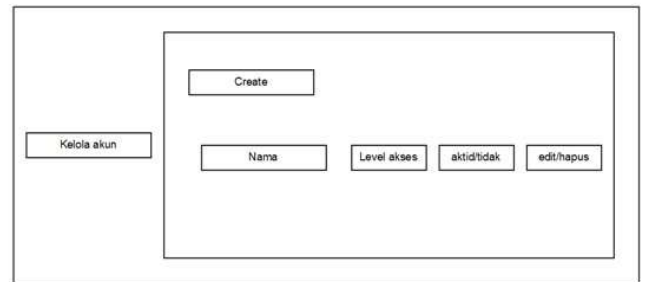 Create
Kelola akun
Nama
Level akses
aktid/tidak
edit/hapus